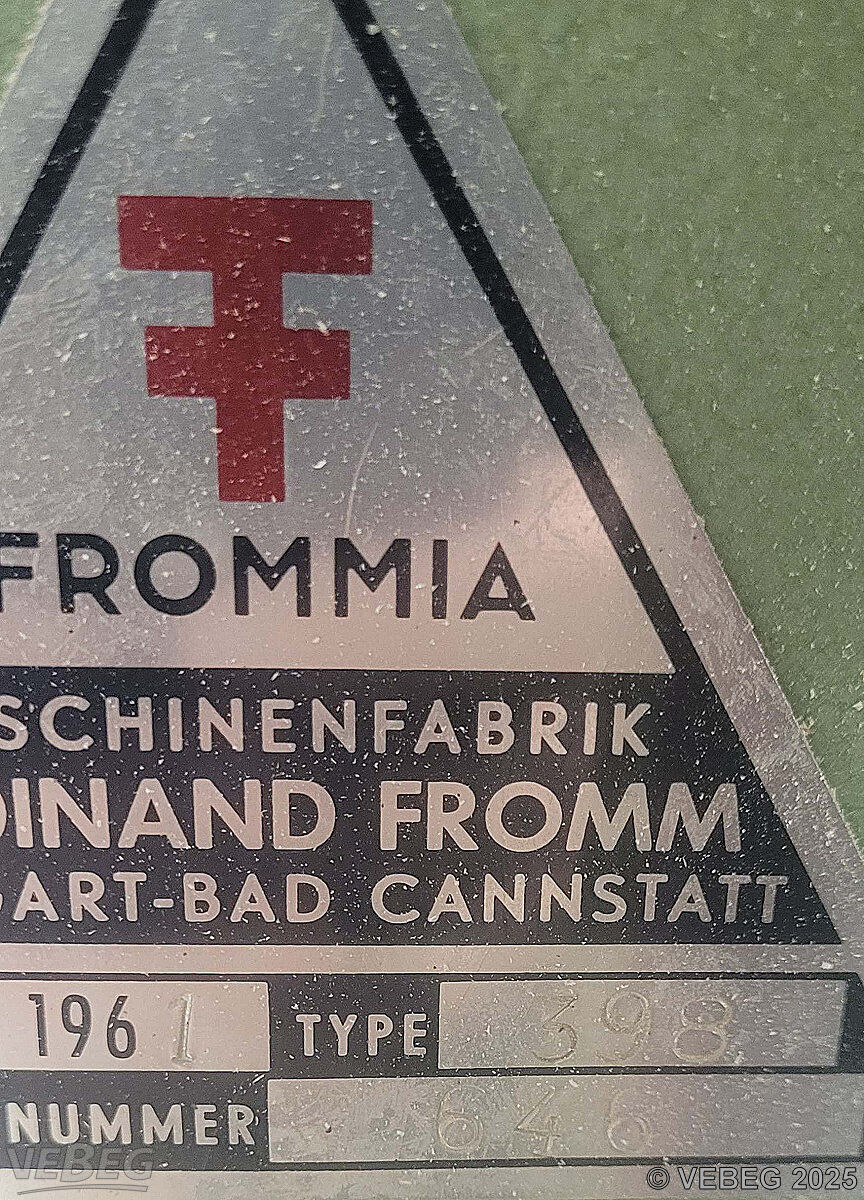 FROMMIA
SCHINENFABRIK
DINAND FROMM
GART-BAD CANNSTATT
1961 TYPE 398
NUMMER 646
VEBEG
© VEBEG 2025